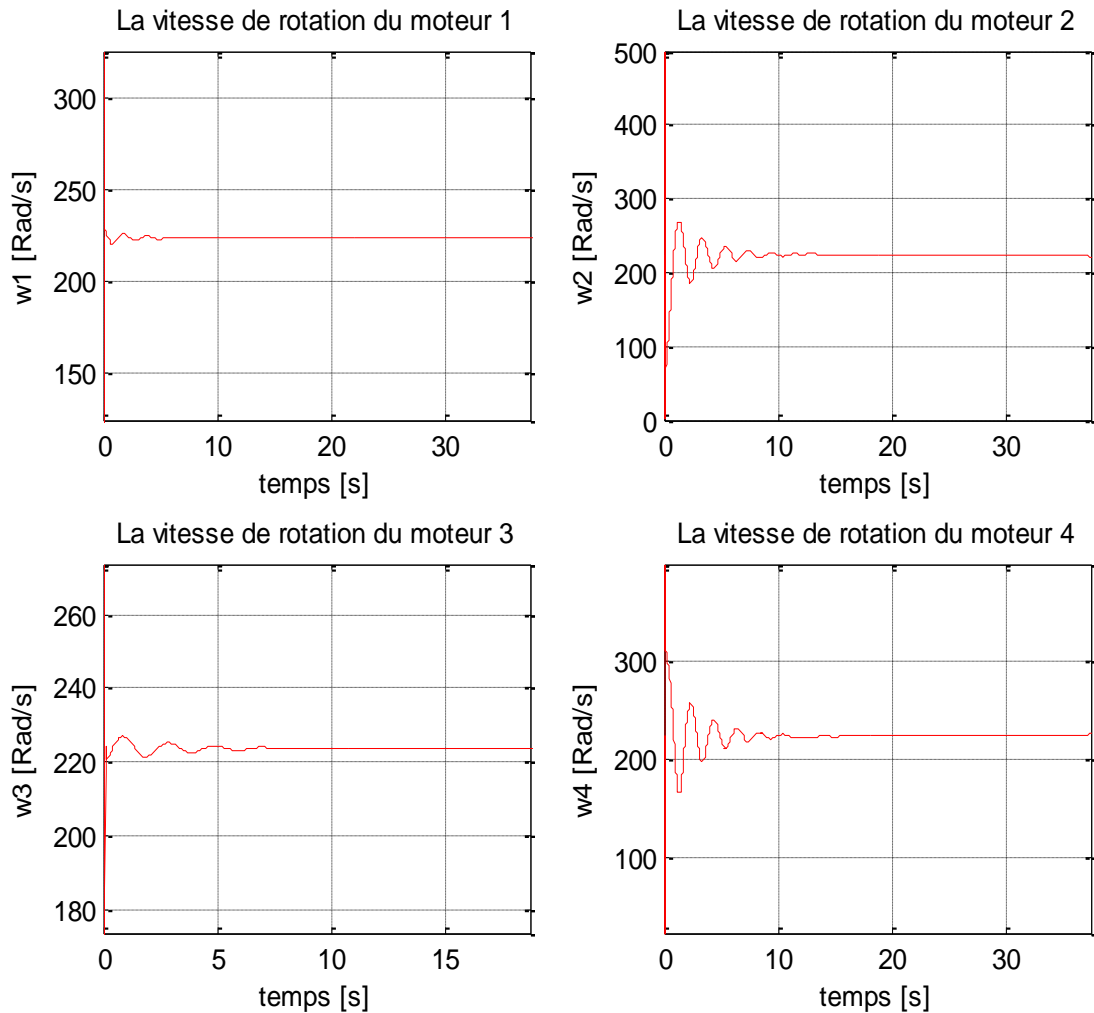 La vitesse de rotation du moteur 1
300
250
200
150
w1 [Rad/s]
0 10 20 30
temps [s]
La vitesse de rotation du moteur 2
500
400
300
200
100
0
w2 [Rad/s]
0 10 20 30
temps [s]
La vitesse de rotation du moteur 3
260
240
220
200
180
w3 [Rad/s]
0 5 10 15
temps [s]
La vitesse de rotation du moteur 4
300
200
100
w4 [Rad/s]
0 10 20 30
temps [s]